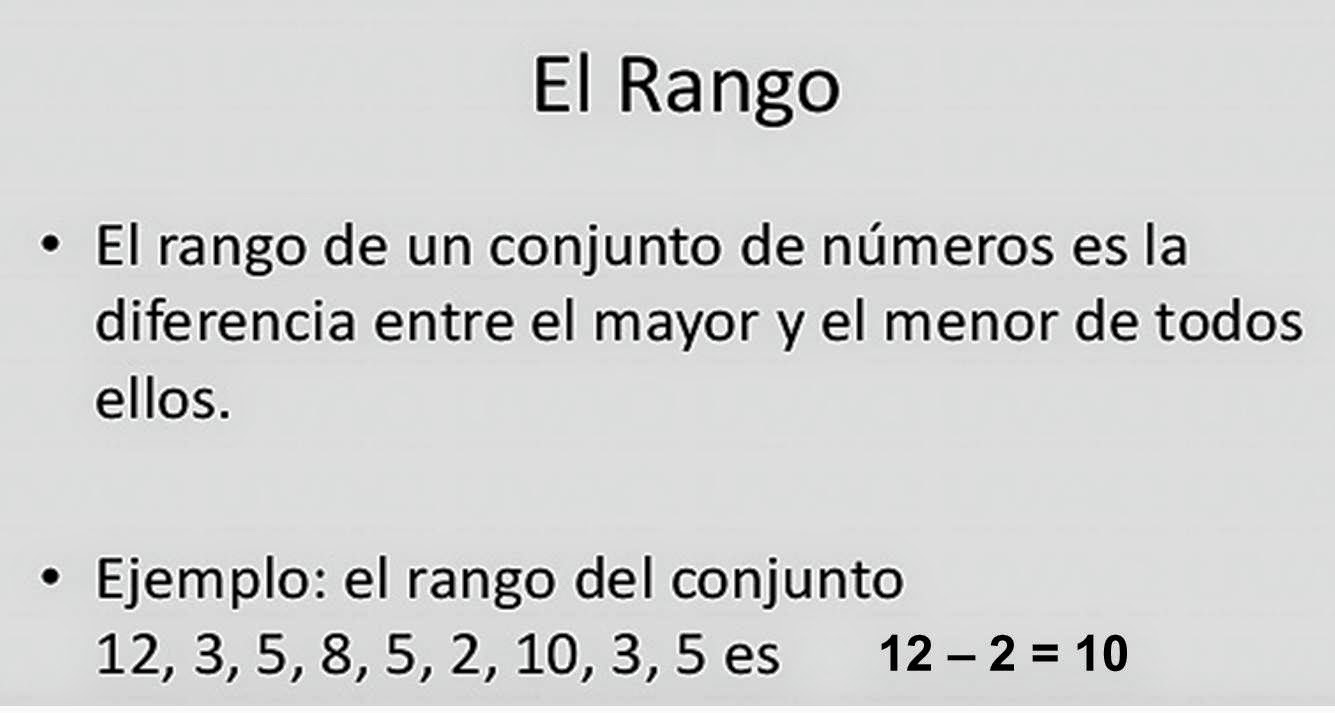 El Rango
• El rango de un conjunto de números es la
diferencia entre el mayor y el menor de todos
ellos.
• Ejemplo: el rango del conjunto
12, 3, 5, 8, 5, 2, 10, 3, 5 es 12 – 2 = 10